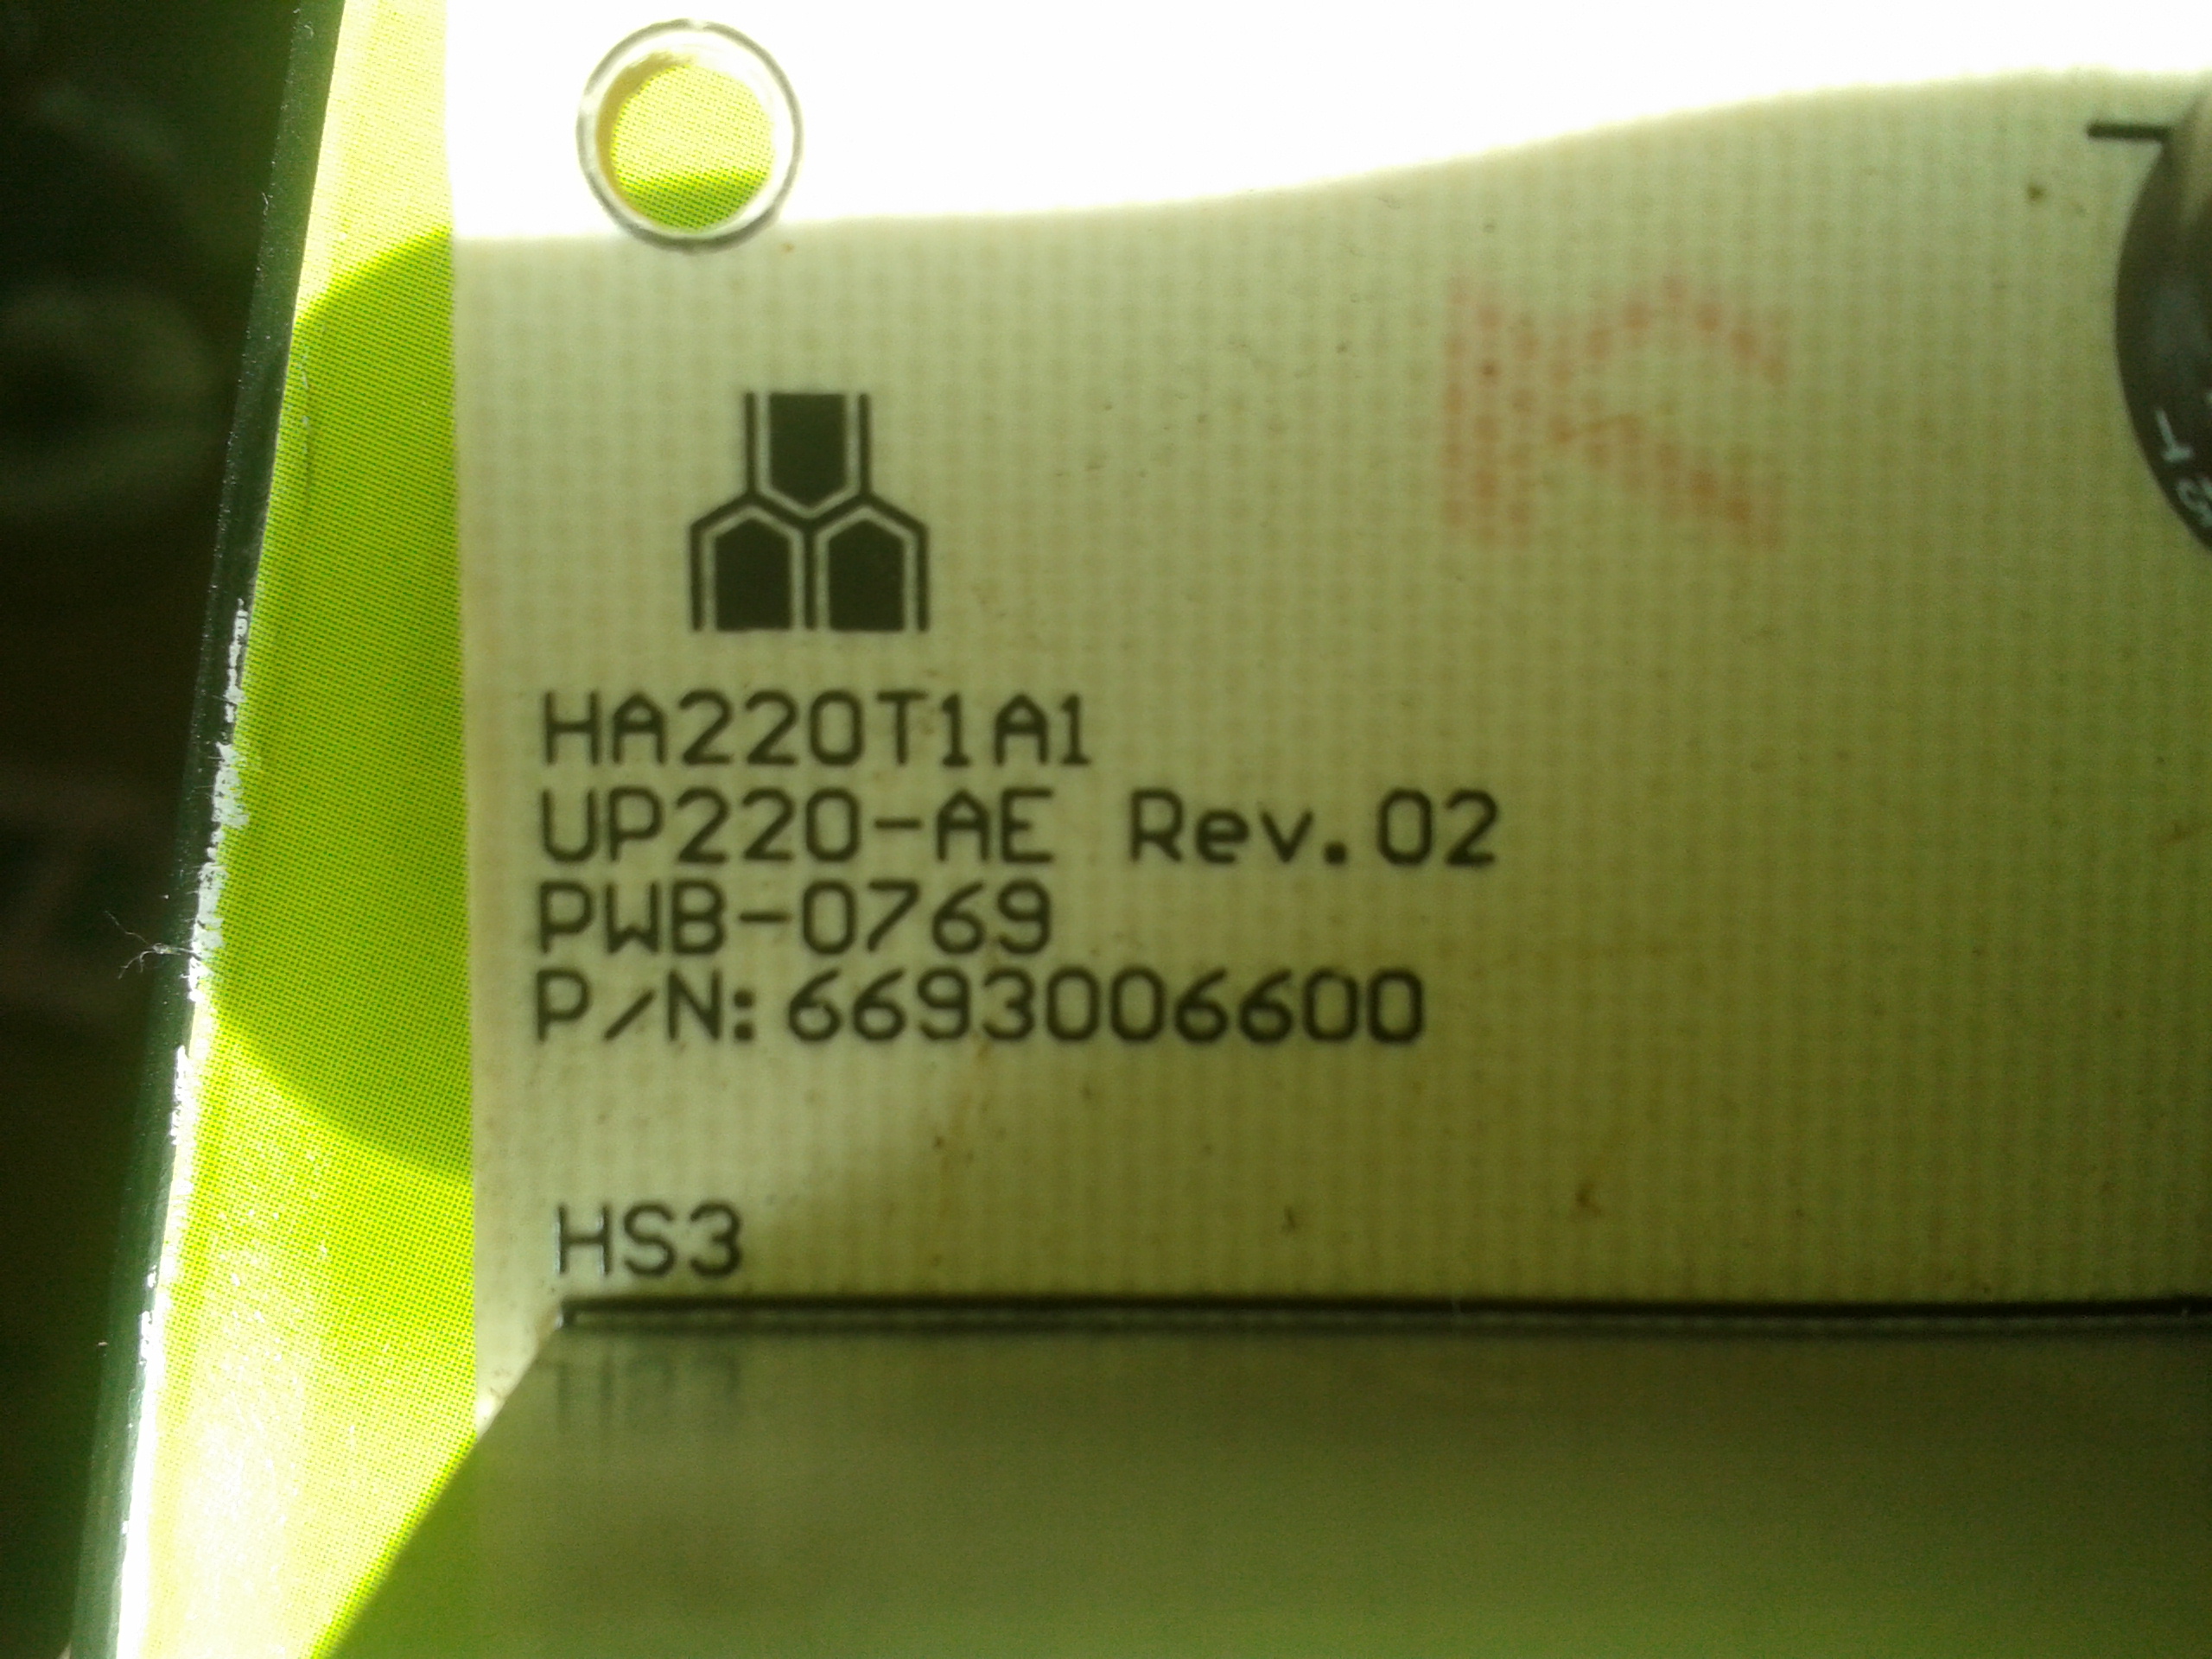 HA220T1A1
UP220-AE Rev.02
PWB-0769
P/N:6693006600
HS3